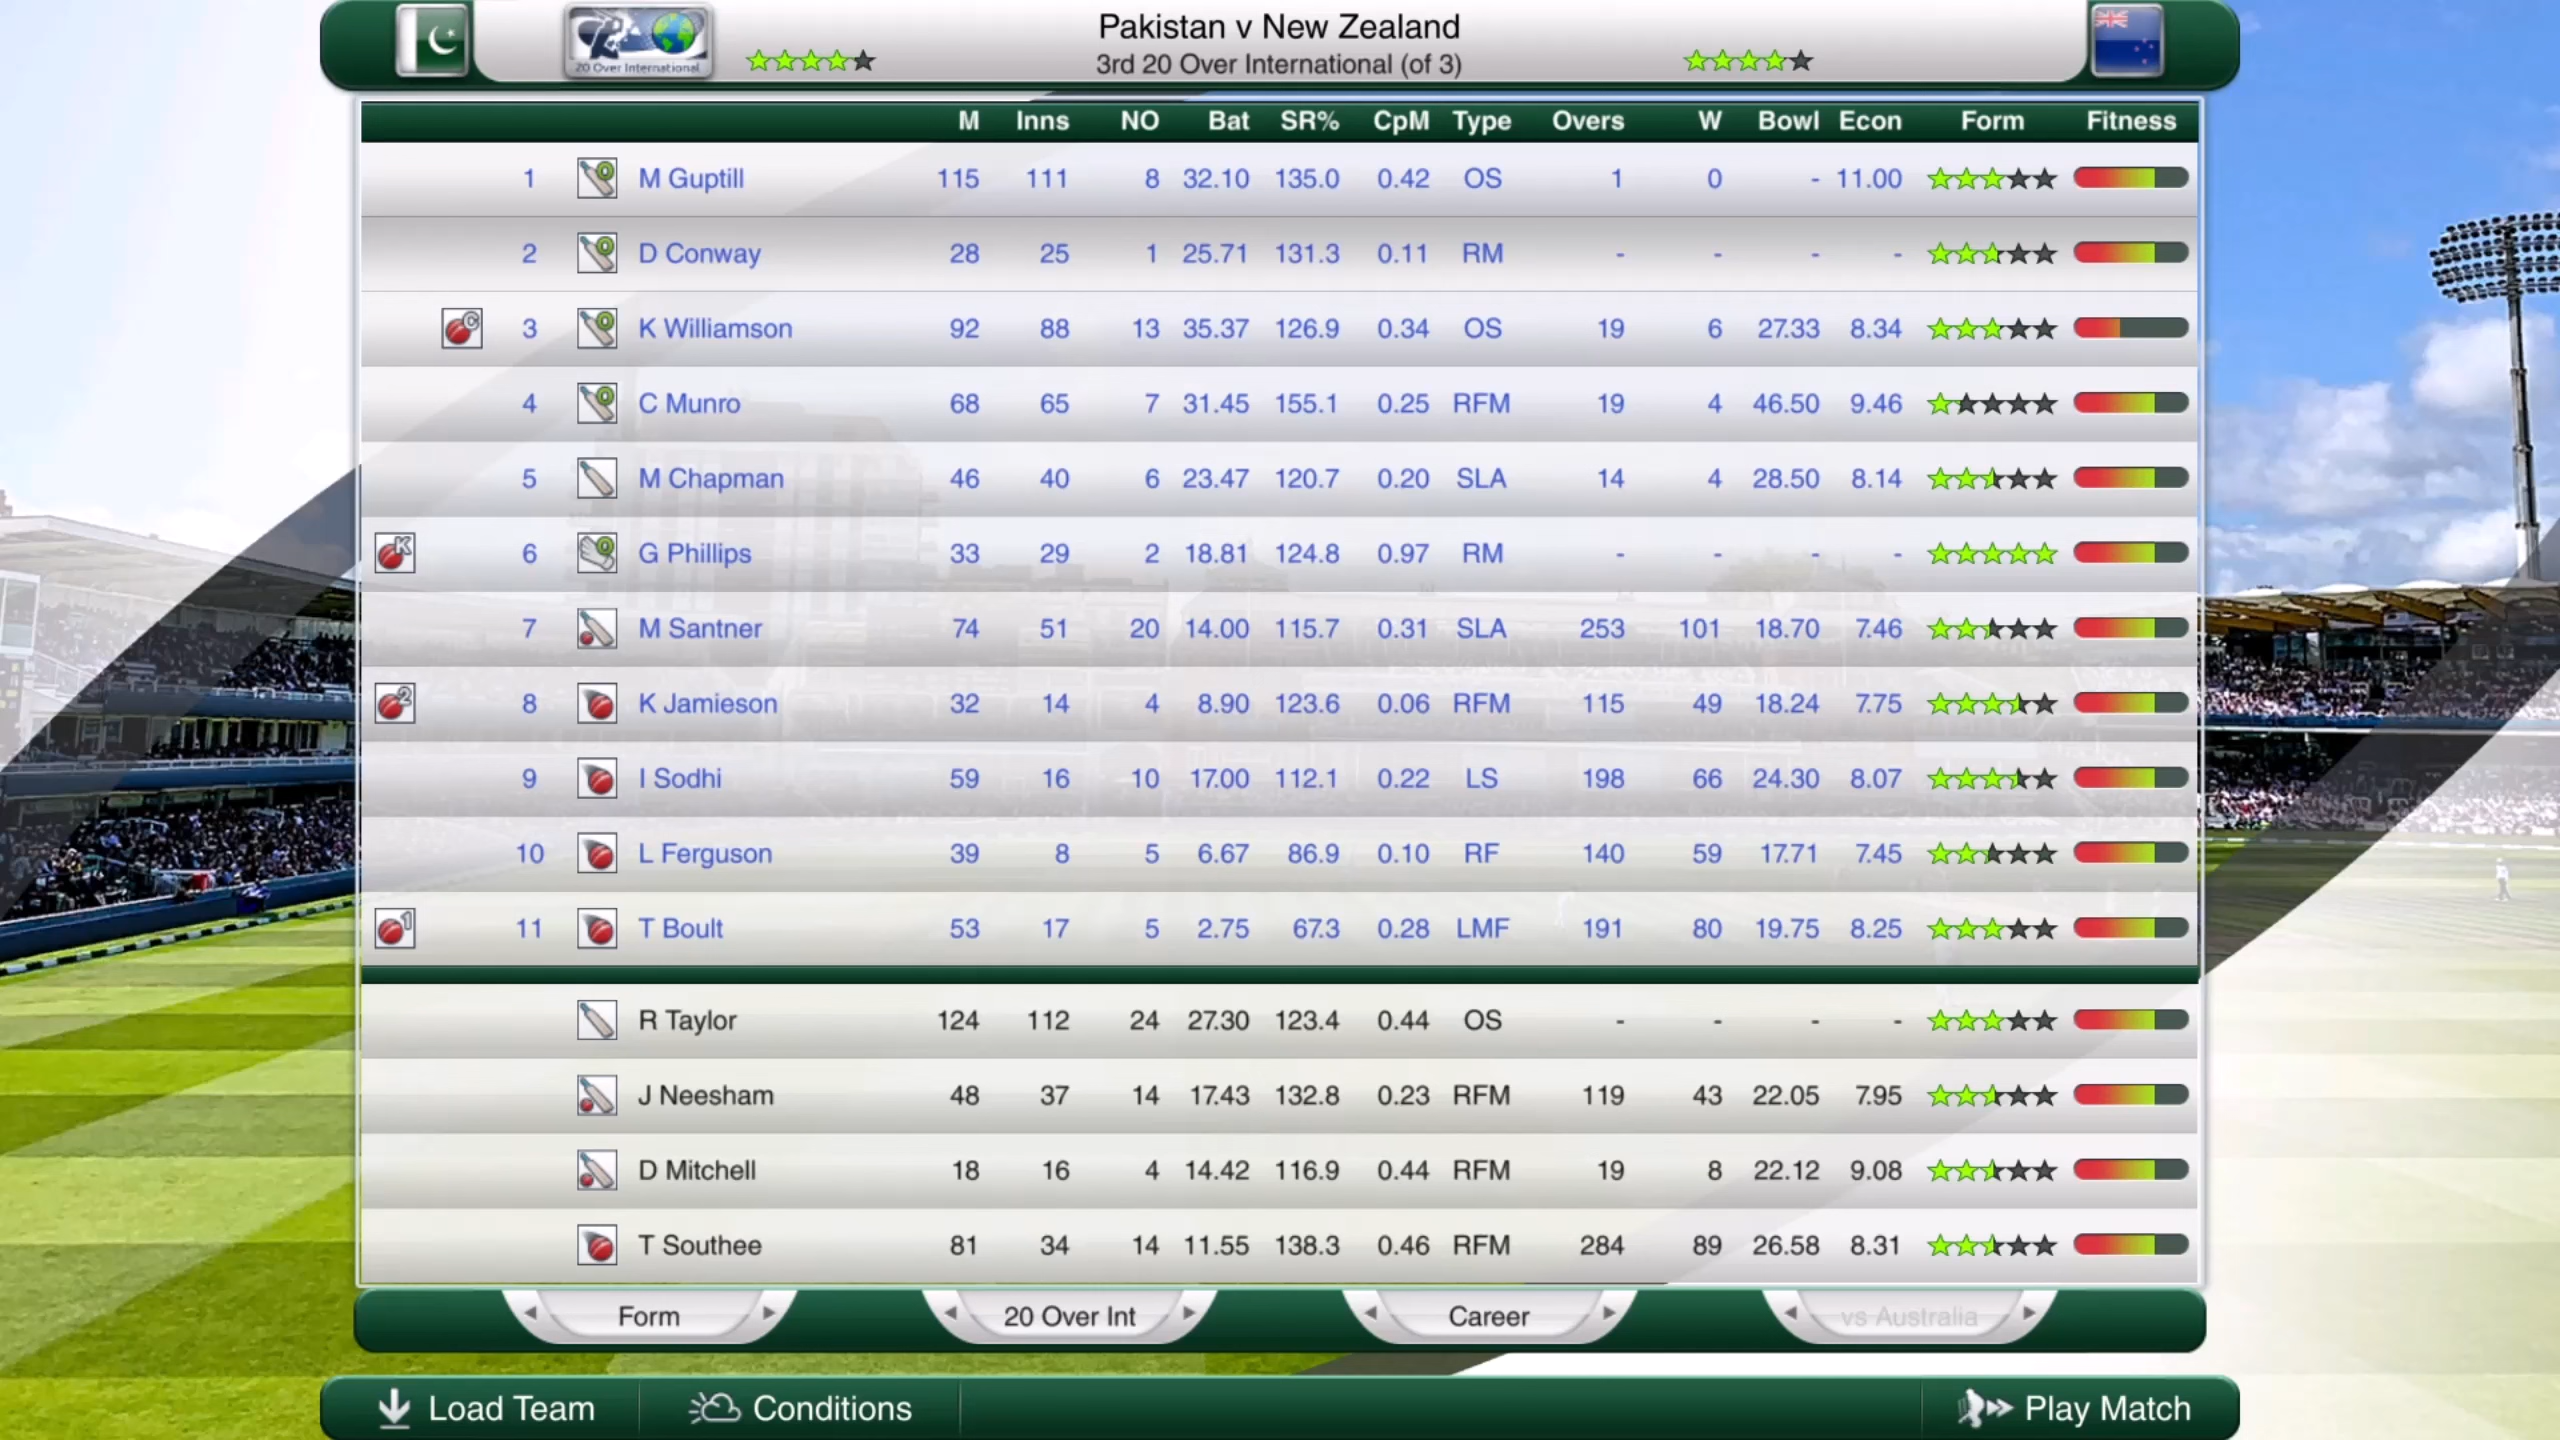 20 Over International
Pakistan v New Zealand
3rd 20 Over International (of 3)
M Inns NO Bat SR% CpM Type Overs W Bowl Econ Form Fitness
1 M Guptill 115 111 8 32.10 135.0 0.42 OS 1 0 - 11.00
2 D Conway 28 25 1 25.71 131.3 0.11 RM - - - -
C 3 K Williamson 92 88 13 35.37 126.9 0.34 OS 19 6 27.33 8.34
4 C Munro 68 65 7 31.45 155.1 0.25 RFM 19 4 46.50 9.46
5 M Chapman 46 40 6 23.47 120.7 0.20 SLA 14 4 28.50 8.14
K 6 G Phillips 33 29 2 18.81 124.8 0.97 RM - - - -
7 M Santner 74 51 20 14.00 115.7 0.31 SLA 253 101 18.70 7.46
2 8 K Jamieson 32 14 4 8.90 123.6 0.06 RFM 115 49 18.24 7.75
9 I Sodhi 59 16 10 17.00 112.1 0.22 LS 198 66 24.30 8.07
10 L Ferguson 39 8 5 6.67 86.9 0.10 RF 140 59 17.71 7.45
1 11 T Boult 53 17 5 2.75 67.3 0.28 LMF 191 80 19.75 8.25
R Taylor 124 112 24 27.30 123.4 0.44 OS - - - -
J Neesham 48 37 14 17.43 132.8 0.23 RFM 119 43 22.05 7.95
D Mitchell 18 16 4 14.42 116.9 0.44 RFM 19 8 22.12 9.08
T Southee 81 34 14 11.55 138.3 0.46 RFM 284 89 26.58 8.31
Form 20 Over Int Career vs Australia
Load Team Conditions Play Match